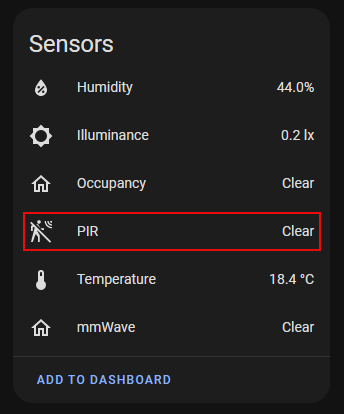 Sensors
Humidity 44.0%
Illuminance 0.2 lx
Occupancy Clear
PIR Clear
Temperature 18.4 °C
mmWave Clear
ADD TO DASHBOARD